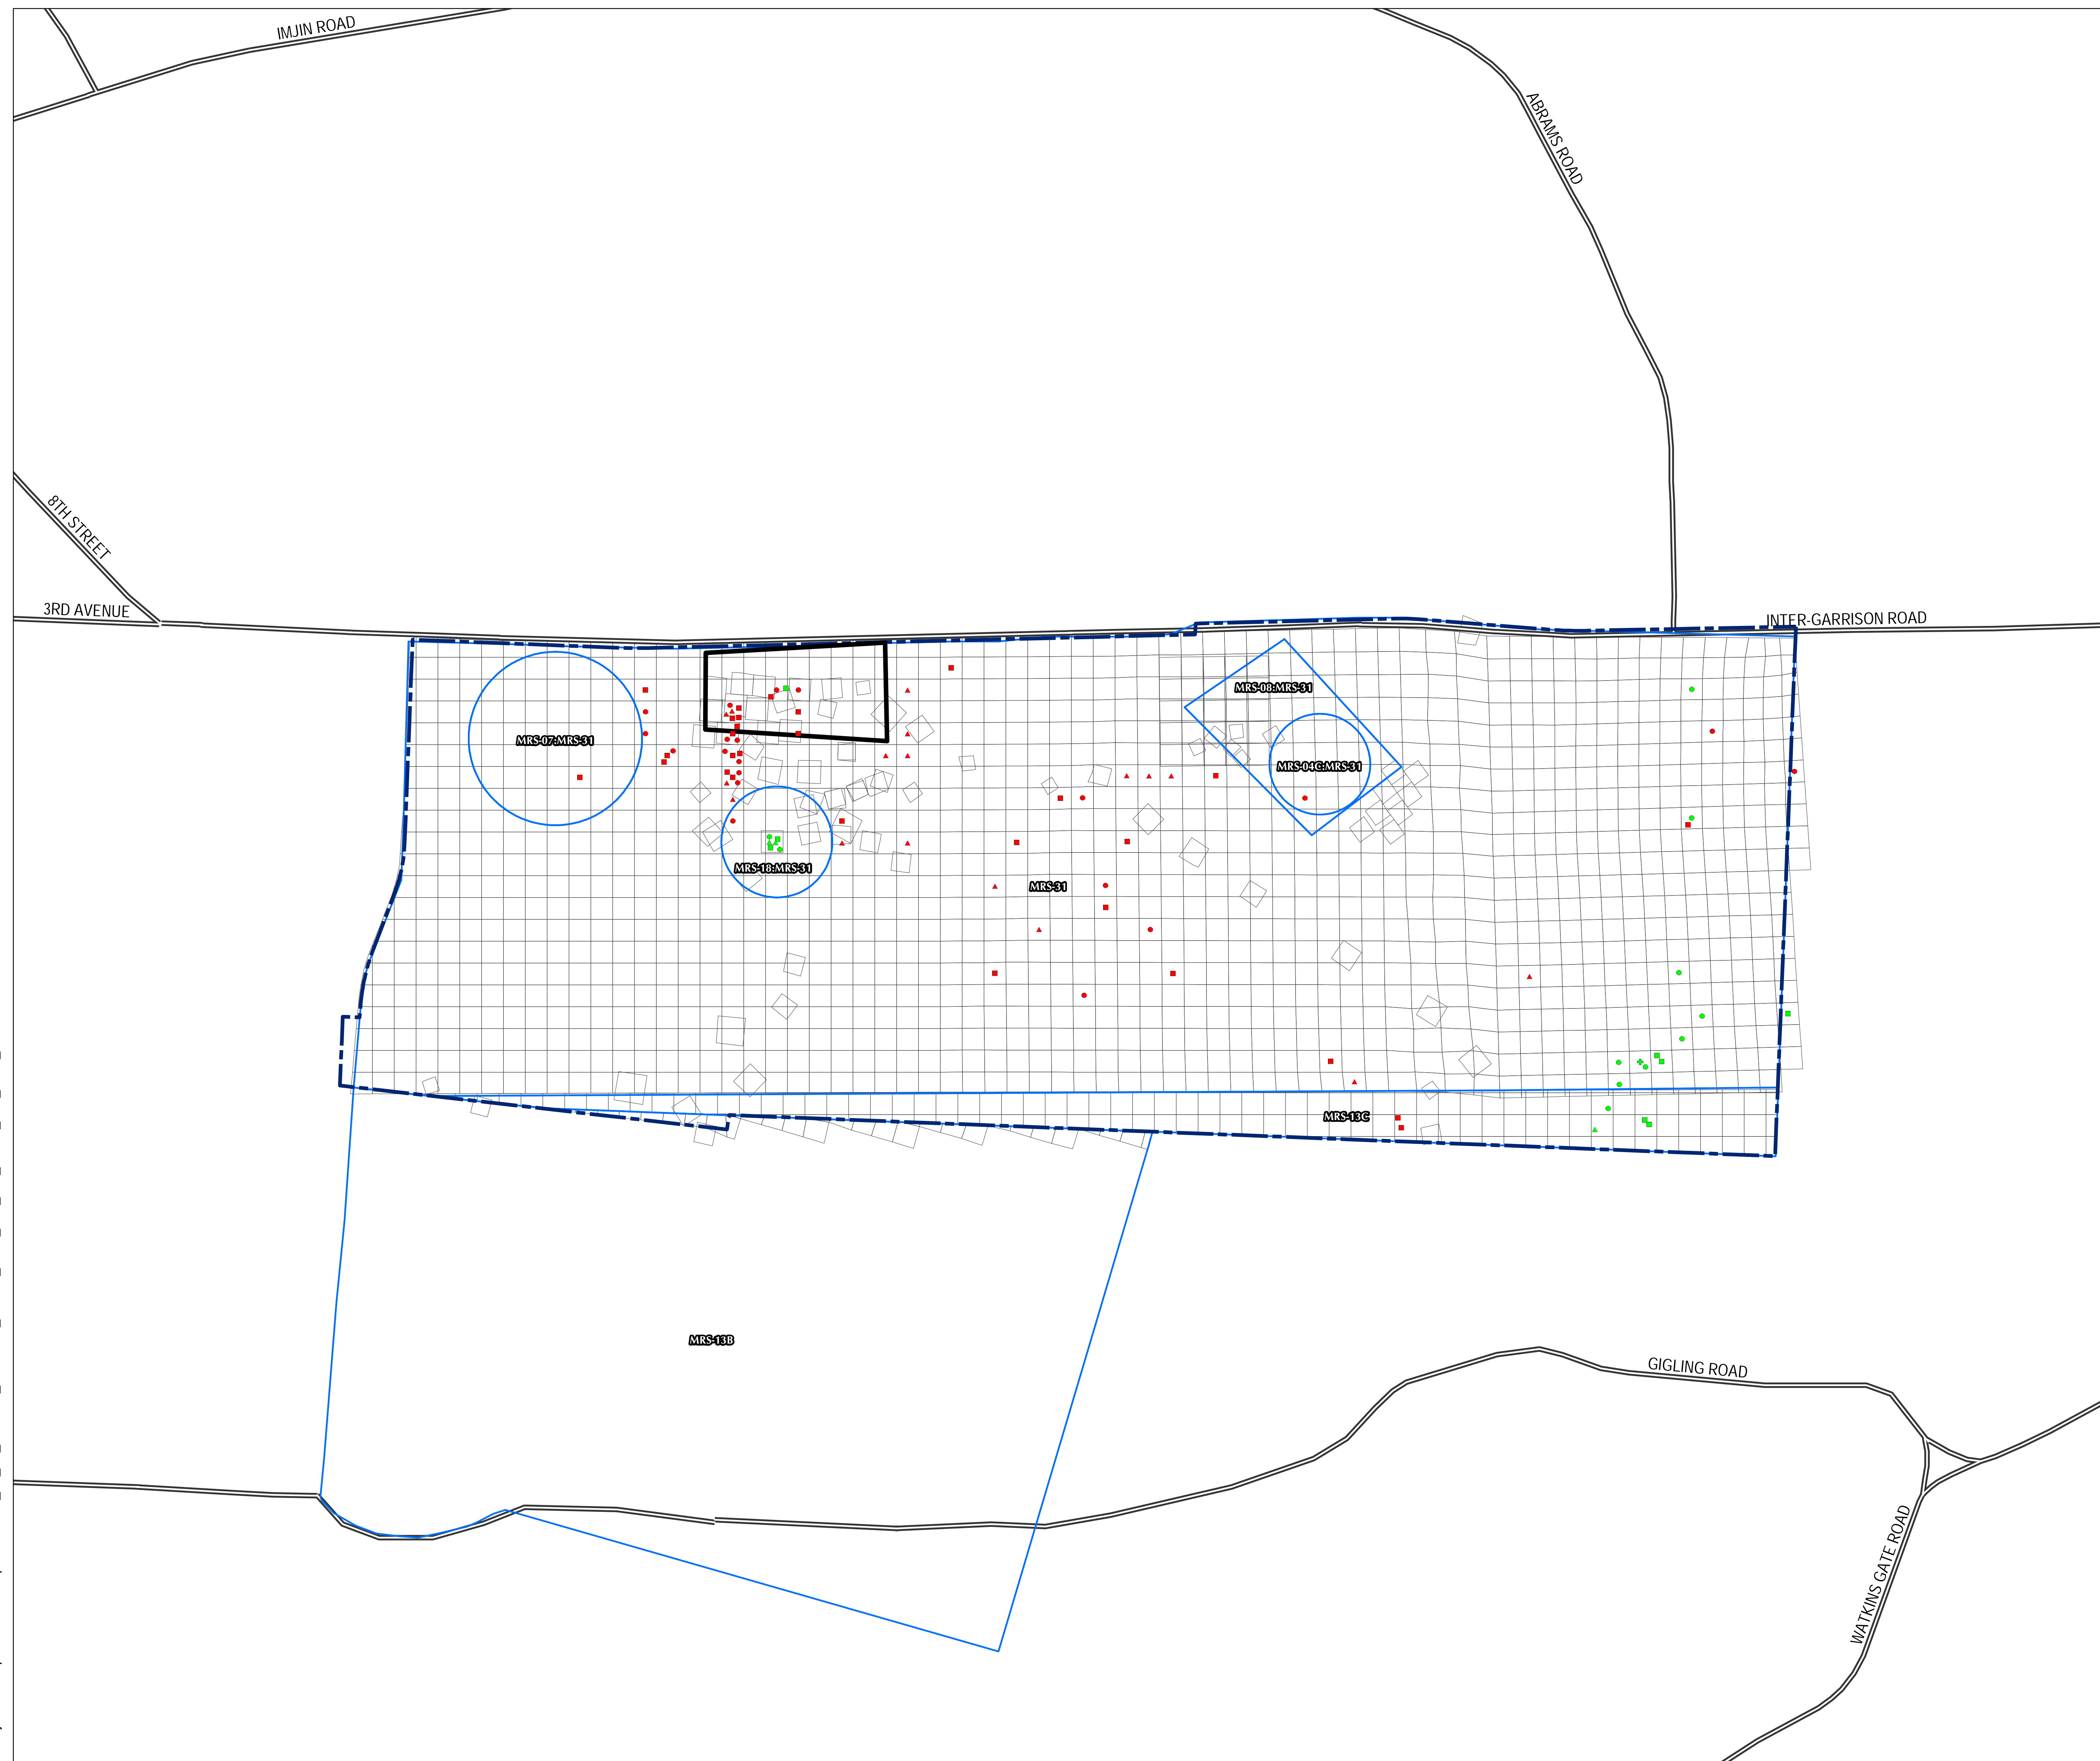 IMJIN ROAD
ABRAMS ROAD
8TH STREET
3RD AVENUE
INTER-GARRISON ROAD
MRS-08:MRS-31
MRS-07:MRS-31
MRS-04C:MRS-31
MRS-18:MRS-31
MRS-31
MRS-13C
MRS-13B
GIGLING ROAD
WATKINS GATE ROAD